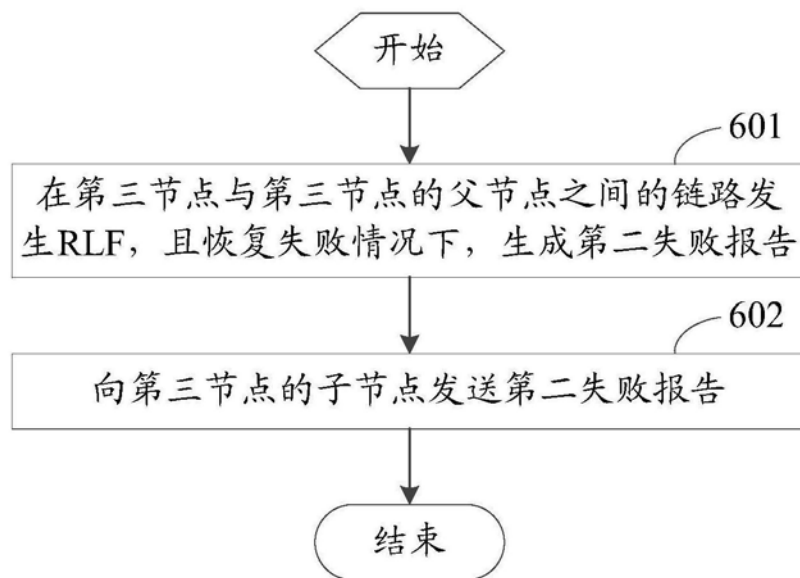 开始
601
在第三节点与第三节点的父节点之间的链路发
生RLF，且恢复失败情况下，生成第二失败报告
602
向第三节点的子节点发送第二失败报告
结束